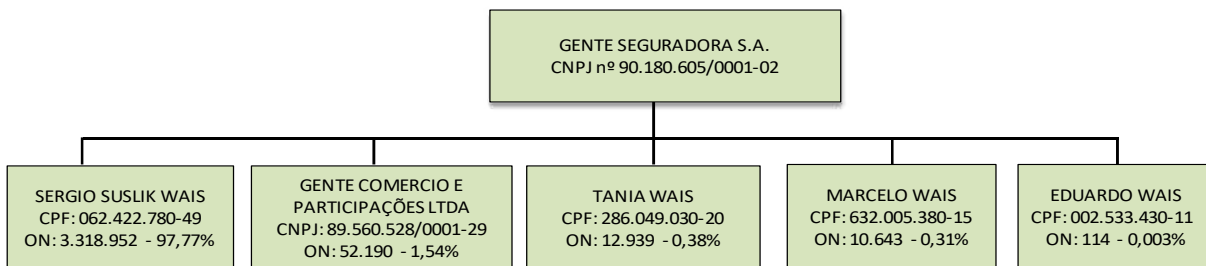 GENTE SEGURADORA S.A.
CNPJ nº 90.180.605/0001-02
SERGIO SUSLIK WAIS
CPF: 062.422.780-49
ON: 3.318.952 - 97,77%
GENTE COMERCIO E
PARTICIPAÇÕES LTDA
CNPJ: 89.560.528/0001-29
ON: 52.190 - 1,54%
TANIA WAIS
CPF: 286.049.030-20
ON: 12.939 - 0,38%
MARCELO WAIS
CPF: 632.005.380-15
ON: 10.643 - 0,31%
EDUARDO WAIS
CPF: 002.533.430-11
ON: 114 - 0,003%